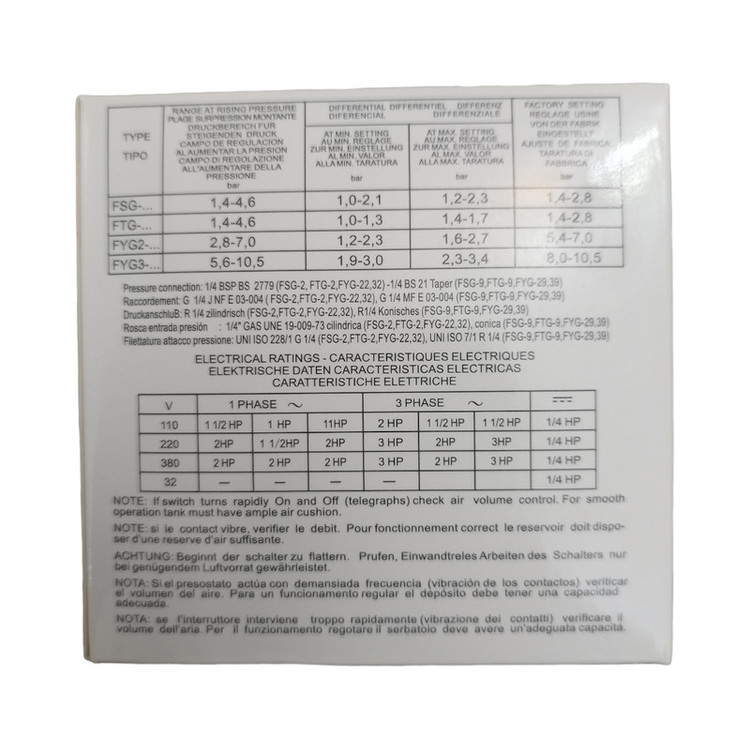 TYPE
TIPO
RANGE AT RISING PRESSURE
PLAGE SURPRESSION MONTANTE
DRUCKBEREICH FUR
STEIGENDEN DRUCK
CAMPO DE REGULACION
AL AUMENTAR LA PRESION
CAMPO DI REGOLAZIONE
ALL'AUMENTARE DELLA
PRESSIONE
bar
DIFFERENTIAL DIFFERENTIEL DIFFERENZ
DIFERENCIAL DIFFERENZIALE
AT MIN. SETTING
AU MIN. REGLAGE
ZUR MIN. EINSTELLUNG
AL MIN. VALOR
ALLA MIN. TARATURA
bar
AT MAX. SETTING
AU MAX. REGLAGE
ZUR MAX. EINSTELLUNG
AL MAX. VALOR
ALLA MAX. TARATURA
bar
FACTORY SETTING
REGLAGE USINE
VON DER FABRIK
EINGESTELLT
AJUSTE DE FABRICA
TARATURA DI
FABBRICA
bar
FSG-... 1,4-4,6 1,0-2,1 1,2-2,3 1,4-2,8
FTG-... 1,4-4,6 1,0-1,3 1,4-1,7 1,4-2,8
FYG2-... 2,8-7,0 1,2-2,3 1,6-2,7 5,4-7,0
FYG3-... 5,6-10,5 1,9-3,0 2,3-3,4 8,0-10,5
Pressure connection: 1/4 BSP BS 2779 (FSG-2, FTG-2,FYG-22,32) -1/4 BS 21 Taper (FSG-9,FTG-9,FYG-29,39)
Raccordement: G 1/4 J NF E 03-004 ( FSG-2,FTG-2,FYG-22,32), G 1/4 MF E 03-004 (FSG-9,FTG-9,FYG-29,39)
Druckanschluß: R 1/4 zilindrisch (FSG-2, FTG-2,FYG-22,32), R1/4 Konisches (FSG-9,FTG-9,FYG-29,39)
Rosca entrada presión : 1/4" GAS UNE 19-009-73 cilindrica (FSG-2,FTG-2,FYG-22,32), conica (FSG-9,FTG-9,FYG-29,39)
Filettatura attacco pressione: UNI ISO 228/1 G 1/4 (FSG-2,FTG-2,FYG-22,32), UNI ISO 7/1 R 1/4 (FSG-9,FTG-9,FYG-29,39)
ELECTRICAL RATINGS - CARACTERISTIQUES ELECTRIQUES
ELEKTRISCHE DATEN CARACTERISTICAS ELECTRICAS
CARATTERISTICHE ELETTRICHE
V 1 PHASE ~ 3 PHASE ~ ⎓
110 1 1/2 HP 1 HP 11HP 2 HP 1 1/2 HP 1 1/2 HP 1/4 HP
220 2HP 1 1/2HP 2HP 3 HP 2HP 3HP 1/4 HP
380 2 HP 2 HP 2 HP 3 HP 2 HP 3 HP 1/4 HP
32 — — — 1/4 HP
NOTE: If switch turns rapidly On and Off (telegraphs) check air volume control. For smooth
operation tank must have ample air cushion.
NOTE: si le contact vibre, verifier le debit. Pour fonctionnement correct le reservoir doit dispo-
ser d'une reserve d'air suffisante.
ACHTUNG: Beginnt der schalter zu flattern. Prufen, Einwandtreles Arbeiten des Schalters nur
bei genügendem Luftvorrat gewährleistet.
NOTA: Si el presostato actúa con demansiada frecuencia (vibración de los contactos) verificar
el volumen del aire. Para un funcionamiento regular el depósito debe tener una capacidad
adecuada.
NOTA: se l'interruttore interviene troppo rapidamente (vibrazione dei contatti) verificare il
volume dell'aria. Per il funzionamento regotare il serbatoio deve avere un'adeguata capacitá.